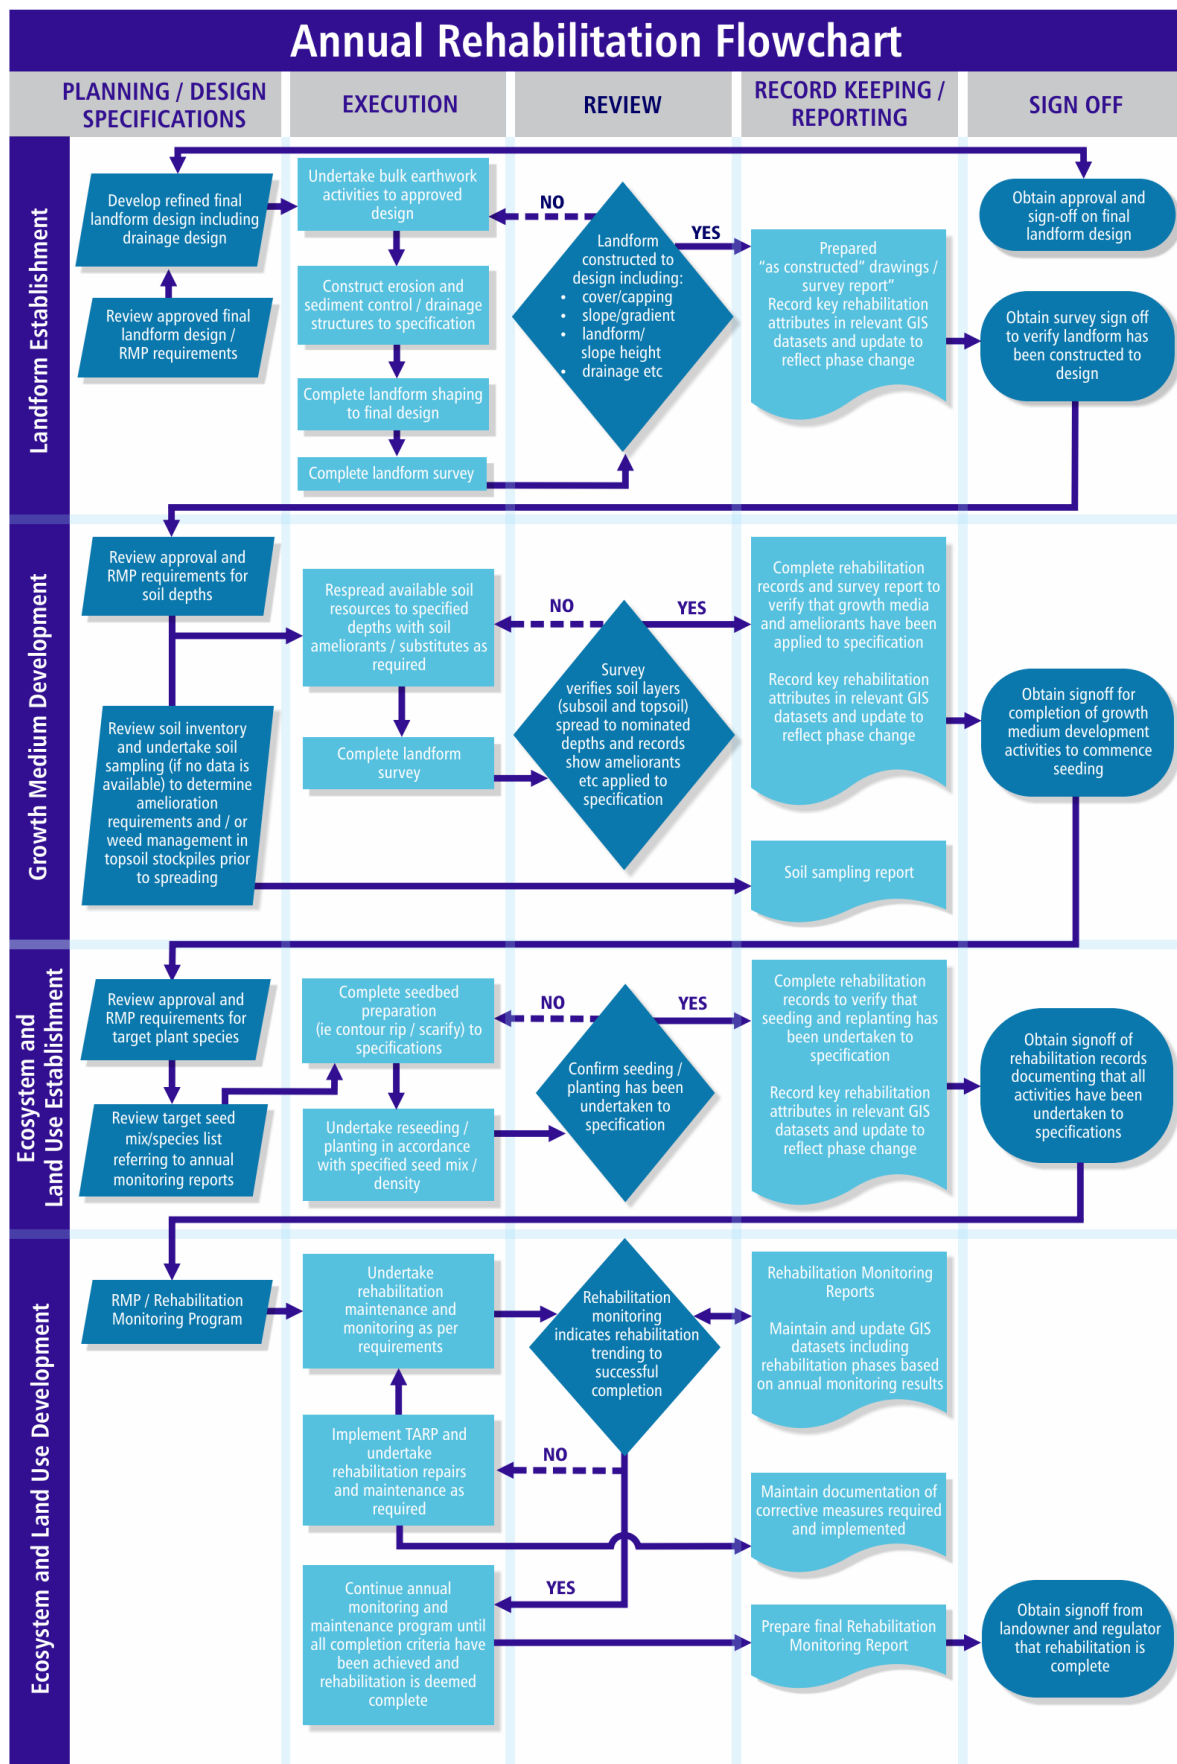 Annual Rehabilitation Flowchart
PLANNING / DESIGN
SPECIFICATIONS
EXECUTION
REVIEW
RECORD KEEPING /
REPORTING
SIGN OFF
Landform Establishment
Develop refined final
landform design including
drainage design
Review approved final
landform design /
RMP requirements
Undertake bulk earthwork
activities to approved
design
Construct erosion and
sediment control / drainage
structures to specification
Complete landform shaping
to final design
Complete landform survey
NO
YES
Landform
constructed to
design including:
• cover/capping
• slope/gradient
• landform/
slope height
• drainage etc
Prepared
“as constructed“ drawings /
survey report“
Record key rehabilitation
attributes in relevant GIS
datasets and update to
reflect phase change
Obtain approval and
sign-off on final
landform design
Obtain survey sign off
to verify landform has
been constructed to
design
Growth Medium Development
Review approval and
RMP requirements for
soil depths
Review soil inventory
and undertake soil
sampling (if no data is
available) to determine
amelioration
requirements and / or
weed management in
topsoil stockpiles prior
to spreading
Respread available soil
resources to specified
depths with soil
ameliorants / substitutes as
required
Complete landform
survey
NO
YES
Survey
verifies soil layers
(subsoil and topsoil)
spread to nominated
depths and records
show ameliorants
etc applied to
specification
Complete rehabilitation
records and survey report to
verify that growth media
and ameliorants have been
applied to specification
Record key rehabilitation
attributes in relevant GIS
datasets and update to
reflect phase change
Soil sampling report
Obtain signoff for
completion of growth
medium development
activities to commence
seeding
Ecosystem and
Land Use Establishment
Review approval and
RMP requirements for
target plant species
Review target seed
mix/species list
referring to annual
monitoring reports
Complete seedbed
preparation
(ie contour rip / scarify) to
specifications
Undertake reseeding /
planting in accordance
with specified seed mix /
density
NO
YES
Confirm seeding /
planting has been
undertaken to
specification
Complete rehabilitation
records to verify that
seeding and replanting has
been undertaken to
specification
Record key rehabilitation
attributes in relevant GIS
datasets and update to
reflect phase change
Obtain signoff of
rehabilitation records
documenting that all
activities have been
undertaken to
specifications
Ecosystem and Land Use Development
RMP / Rehabilitation
Monitoring Program
Undertake
rehabilitation
maintenance and
monitoring as per
requirements
Implement TARP and
undertake
rehabilitation repairs
and maintenance as
required
Continue annual
monitoring and
maintenance program until
all completion criteria have
been achieved and
rehabilitation is deemed
complete
Rehabilitation
monitoring
indicates rehabilitation
trending to
successful
completion
NO
YES
Rehabilitation Monitoring
Reports
Maintain and update GIS
datasets including
rehabilitation phases based
on annual monitoring results
Maintain documentation of
corrective measures required
and implemented
Prepare final Rehabilitation
Monitoring Report
Obtain signoff from
landowner and regulator
that rehabilitation is
complete